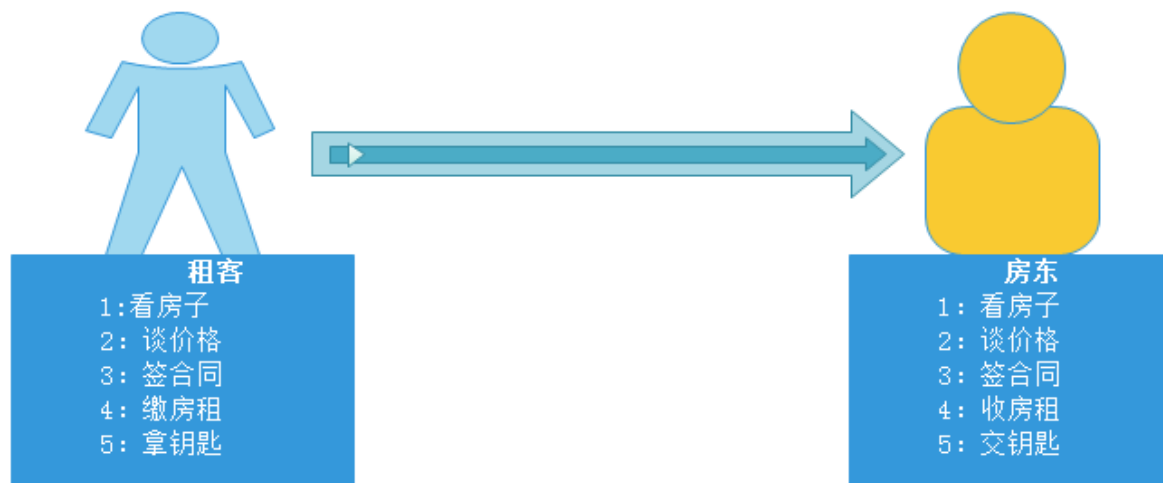 租客
1:看房子
2：谈价格
3：签合同
4：缴房租
5：拿钥匙
房东
1：看房子
2：谈价格
3：签合同
4：收房租
5：交钥匙